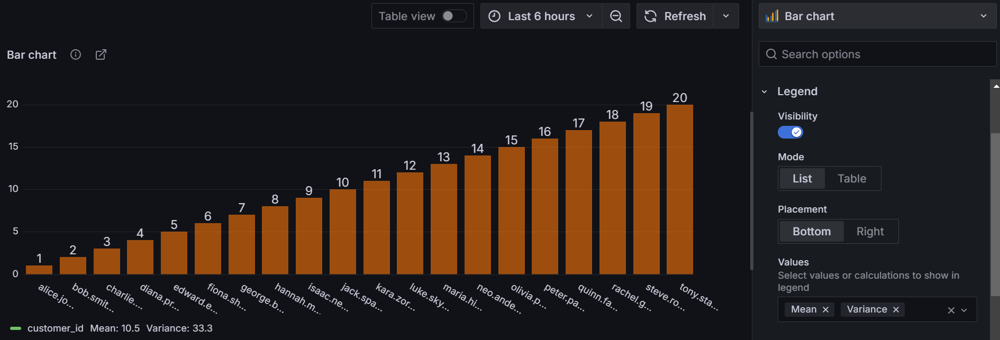 Table view
Last 6 hours
Refresh
Bar chart
Search options
Bar chart
Legend
Visibility
Mode
List Table
Placement
Bottom Right
Values
Select values or calculations to show in
legend
Mean Variance
20
15
10
5
0
1
2
3
4
5
6
7
8
9
10
11
12
13
14
15
16
17
18
19
20
alice.jo...
bob.smit...
charlie....
diana.pr...
edward.e...
fiona.sh...
george.b...
hannah.m...
isaac.ne...
jack.spa...
kara.zor...
luke.sky...
maria.hi...
neo.ande...
olivia.p...
peter.pa...
quinn.fa...
rachel.g...
steve.ro...
tony.sta...
customer_id Mean: 10.5 Variance: 33.3